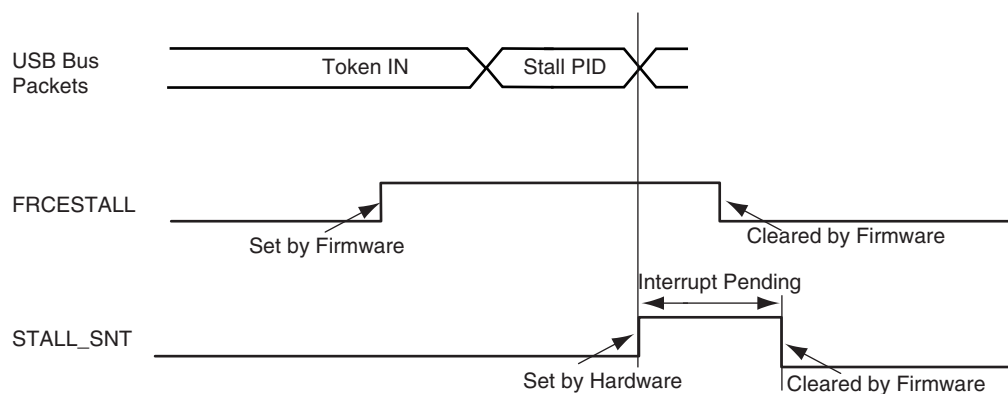 USB Bus
Packets
Token IN
Stall PID
FRCESTALL
Set by Firmware
Cleared by Firmware
Interrupt Pending
STALL_SNT
Set by Hardware
Cleared by Firmware